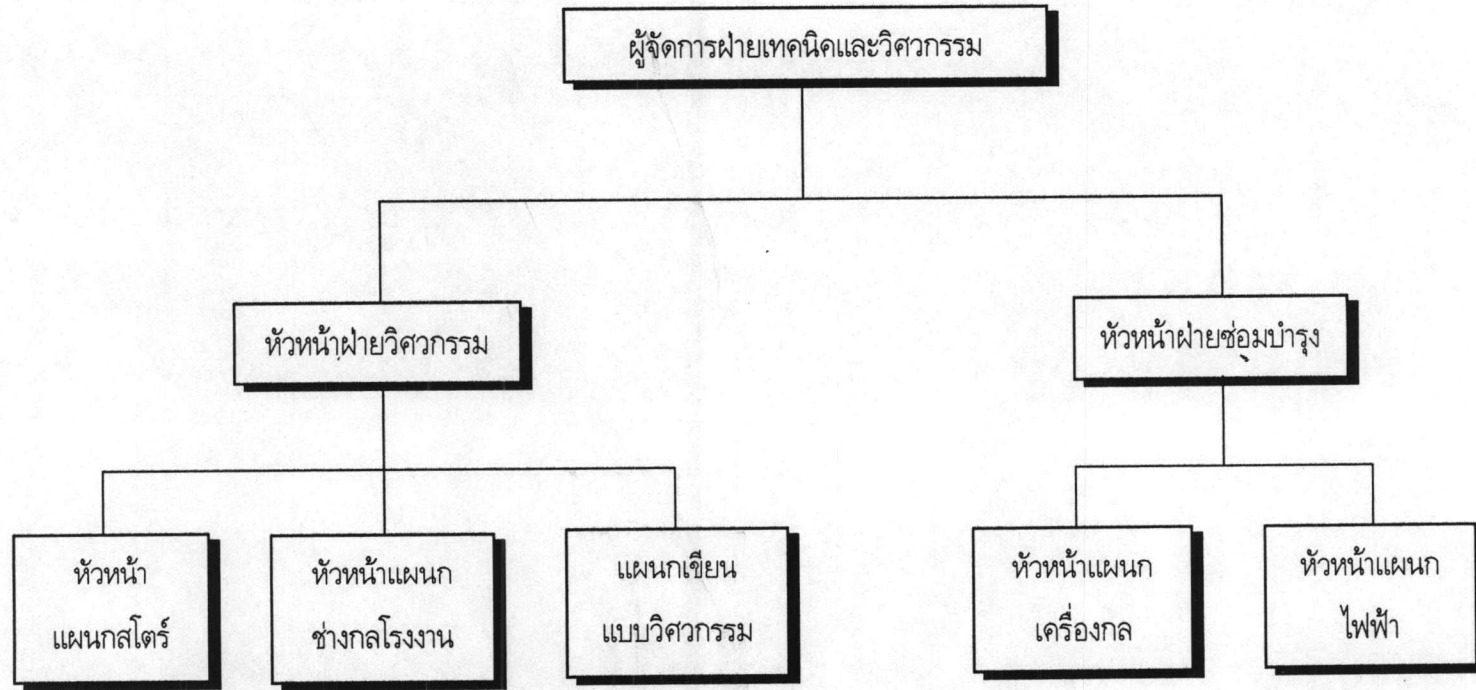 ผู้จัดการฝ่ายเทคนิคและวิศวกรรม
หัวหน้าฝ่ายวิศวกรรม
หัวหน้าฝ่ายซ่อมบำรุง
หัวหน้า
แผนกสโตร์
หัวหน้าแผนก
ช่างกลโรงงาน
แผนกเขียน
แบบวิศวกรรม
หัวหน้าแผนก
เครื่องกล
หัวหน้าแผนก
ไฟฟ้า